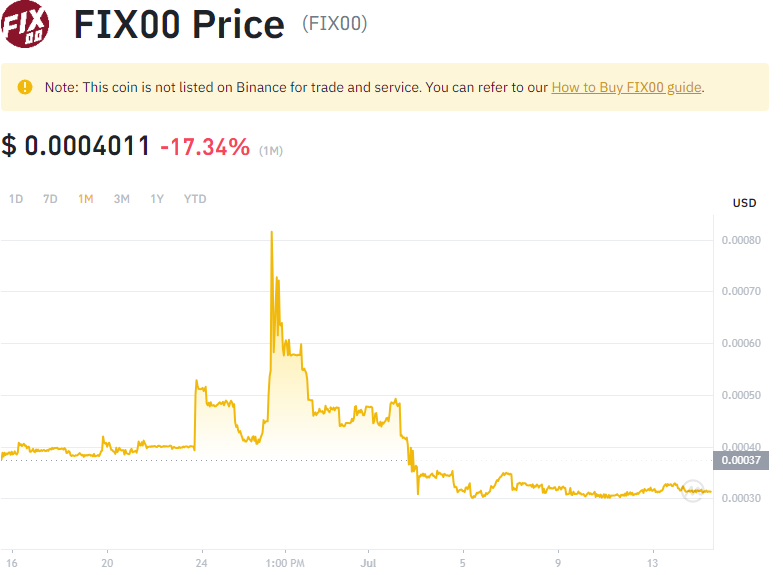 FIX
00
FIX00 Price (FIX00)
Note: This coin is not listed on Binance for trade and service. You can refer to our How to Buy FIX00 guide.
$ 0.0004011 -17.34% (1M)
1D 7D 1M 3M 1Y YTD
USD
0.00080
0.00070
0.00060
0.00050
0.00040
0.00037
0.00030
16 20 24 1:00 PM Jul 5 9 13